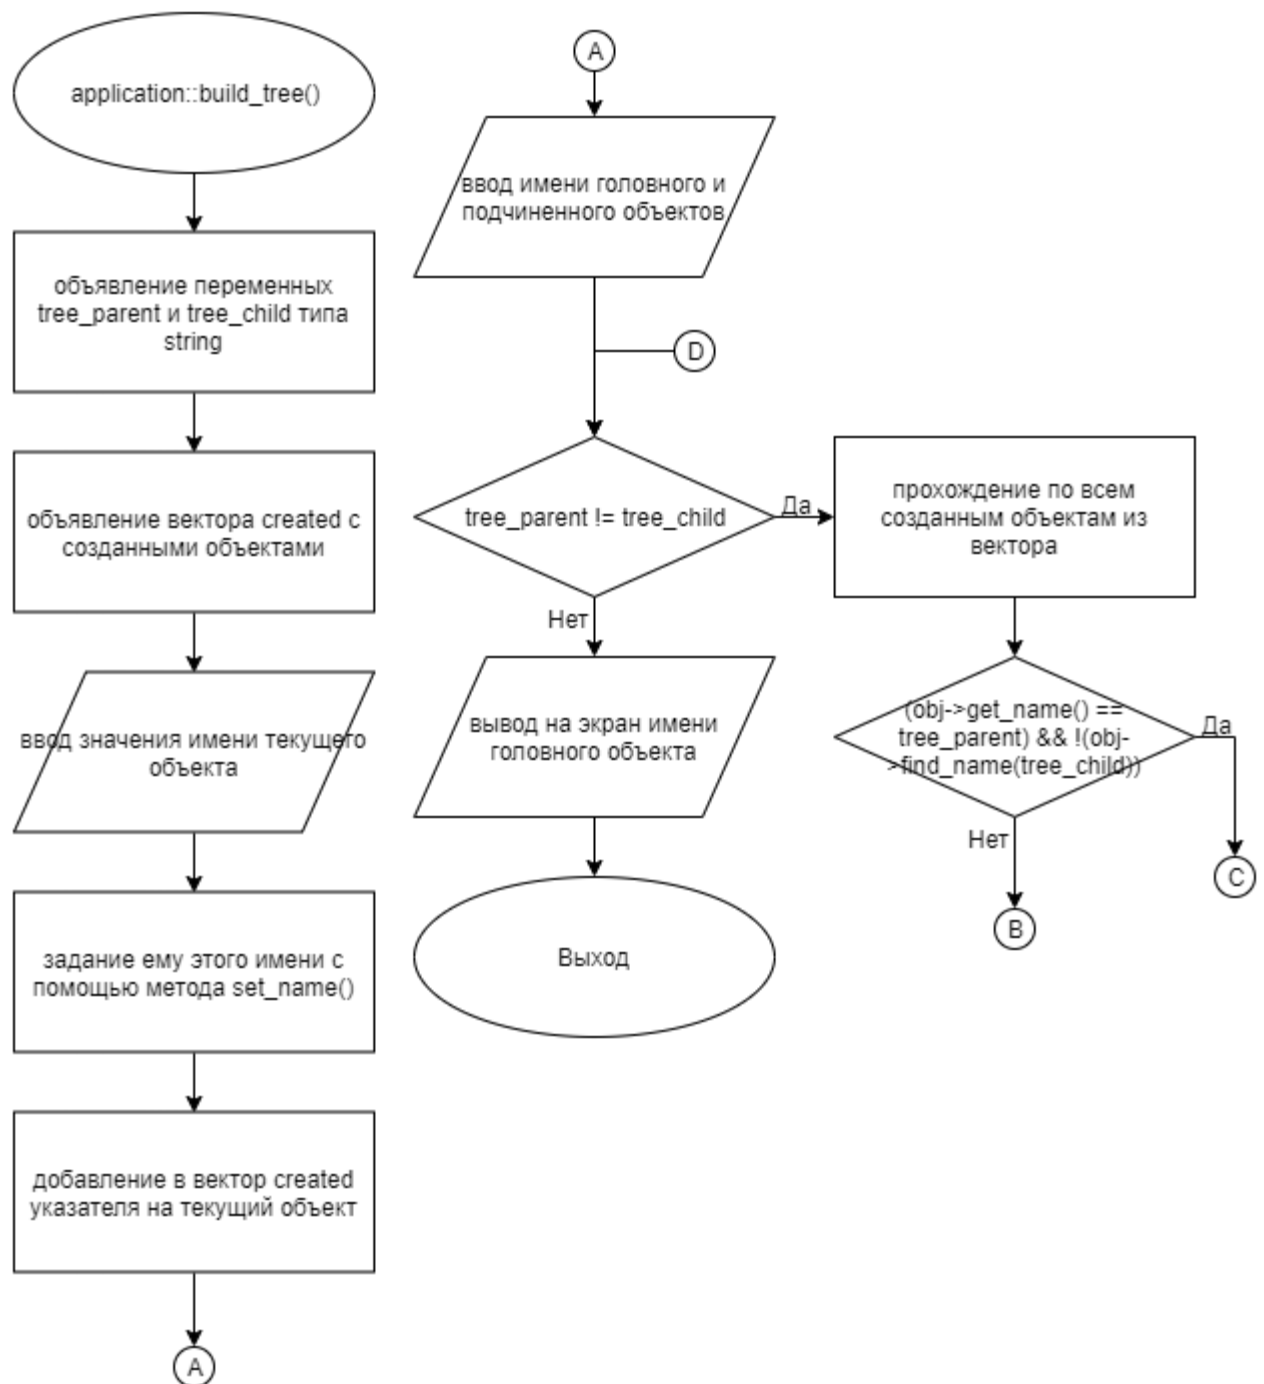 application::build_tree()
объявление переменных
tree_parent и tree_child типа
string
объявление вектора created с
созданными объектами
ввод значения имени текущего
объекта
задание ему этого имени с
помощью метода set_name()
добавление в вектор created
указателя на текущий объект
A
A
ввод имени головного и
подчиненного объектов
D
tree_parent != tree_child
Да
Нет
вывод на экран имени
головного объекта
Выход
прохождение по всем
созданным объектам из
вектора
(obj->get_name() ==
tree_parent) && !(obj-
>find_name(tree_child))
Да
Нет
C
B